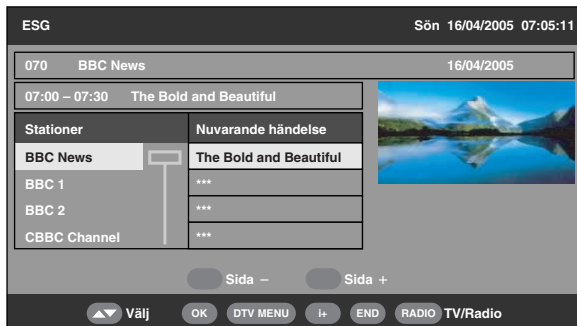 ESG Sön 16/04/2005 07:05:11
070 BBC News 16/04/2005
07:00 – 07:30 The Bold and Beautiful
Stationer Nuvarande händelse
BBC News The Bold and Beautiful
BBC 1 ***
BBC 2 ***
CBBC Channel ***
Sida – Sida +
Välj OK DTV MENU i+ END RADIO TV/Radio